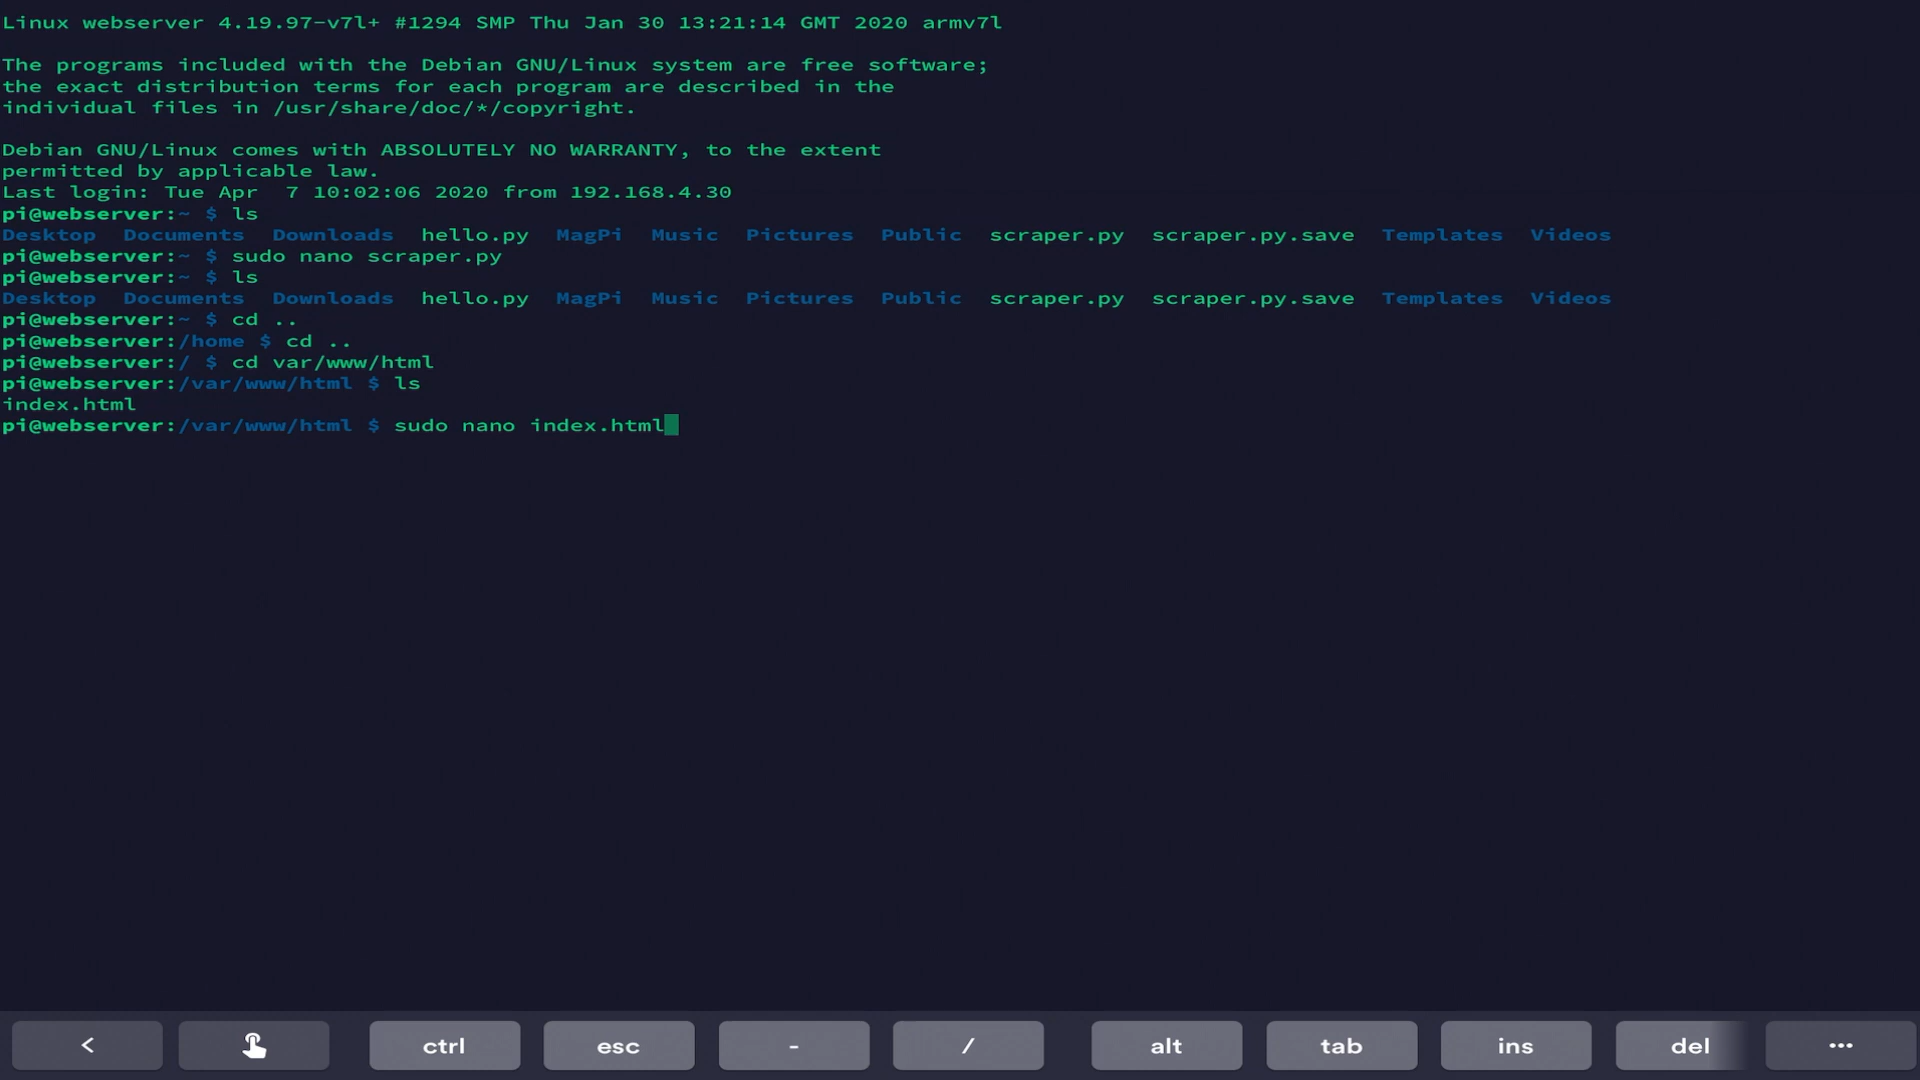 Linux webserver 4.19.97-v7l+ #1294 SMP Thu Jan 30 13:21:14 GMT 2020 armv7l
The programs included with the Debian GNU/Linux system are free software;
the exact distribution terms for each program are described in the
individual files in /usr/share/doc/*/copyright.
Debian GNU/Linux comes with ABSOLUTELY NO WARRANTY, to the extent
permitted by applicable law.
Last login: Tue Apr  7 10:02:06 2020 from 192.168.4.30
pi@webserver:~ $ ls
Desktop  Documents  Downloads  hello.py  MagPi  Music  Pictures  Public  scraper.py  scraper.py.save  Templates  Videos
pi@webserver:~ $ sudo nano scraper.py
pi@webserver:~ $ ls
Desktop  Documents  Downloads  hello.py  MagPi  Music  Pictures  Public  scraper.py  scraper.py.save  Templates  Videos
pi@webserver:~ $ cd ..
pi@webserver:/home $ cd ..
pi@webserver:/ $ cd var/www/html
pi@webserver:/var/www/html $ ls
index.html
pi@webserver:/var/www/html $ sudo nano index.html
< ctrl esc - / alt tab ins del ···